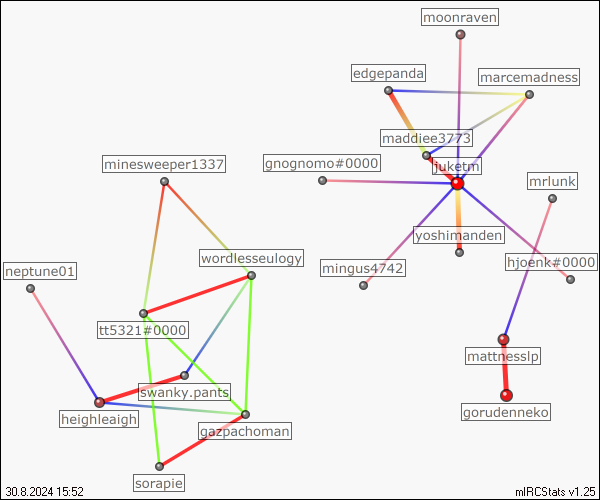 moonraven
edgepanda
marcemadness
maddiee3773
minesweeper1337
gnognomo#0000
juketm
mrlunk
yoshimanden
wordlesseulogy
mingus4742
hjoenk#0000
neptune01
tt5321#0000
mattnesslp
swanky.pants
heighleaigh
gorudenneko
gazpachoman
sorapie
30.8.2024 15:52
mIRCStats v1.25